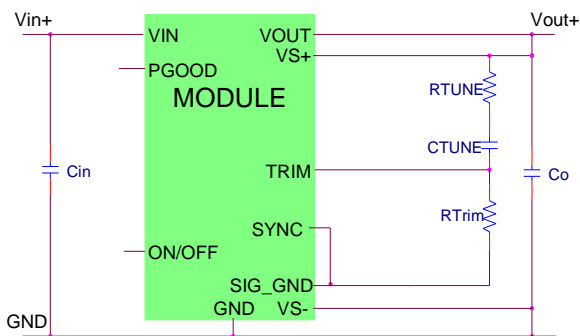 Vin+
Vout+
VIN
VOUT
VS+
PGOOD
RTUNE
MODULE
CTUNE
Cin
TRIM
Co
RTrim
SYNC
ON/OFF
SIG_GND
GND
GND
VS-